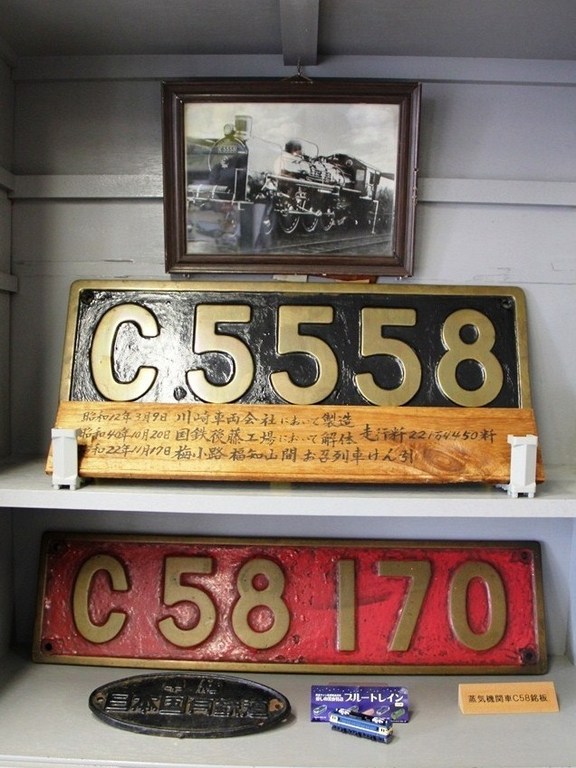 C5558
昭和12年3月9日 川崎車両会社において製造
昭和40年10月20日 国鉄後藤工場において解体 走行粁221万4450粁
昭和22年11月17日 梅小路 福知山間 お召列車けん引
C58 170
ブルートレイン
蒸気機関車C58銘板